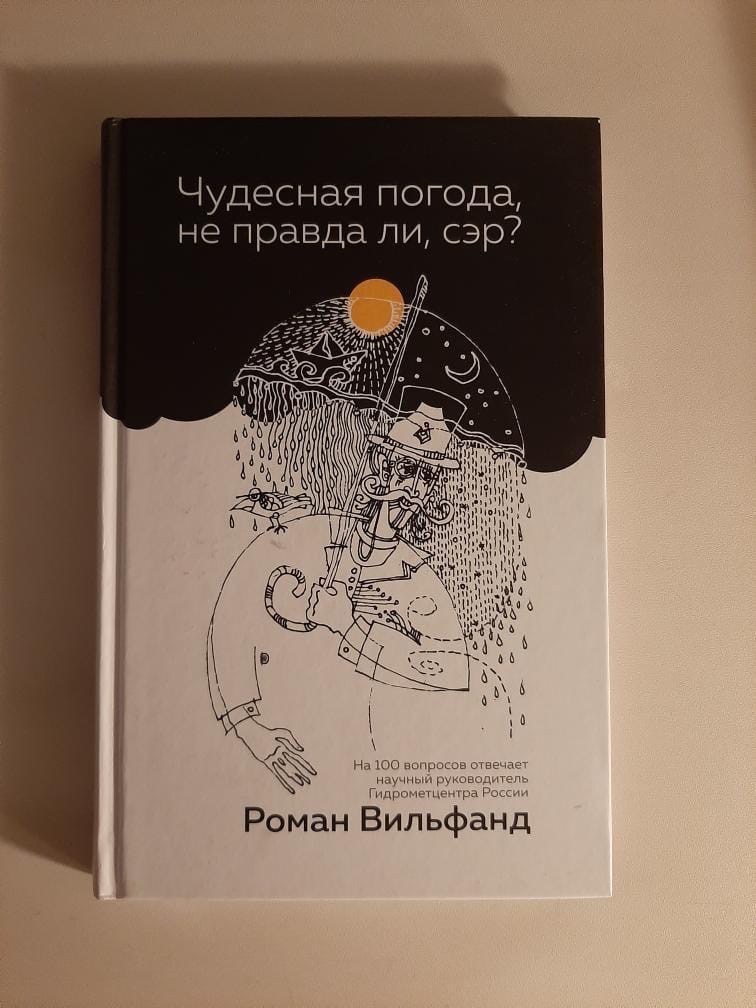 Чудесная погода,
не правда ли, сэр?
На 100 вопросов отвечает
научный руководитель
Гидрометцентра России
Роман Вильфанд